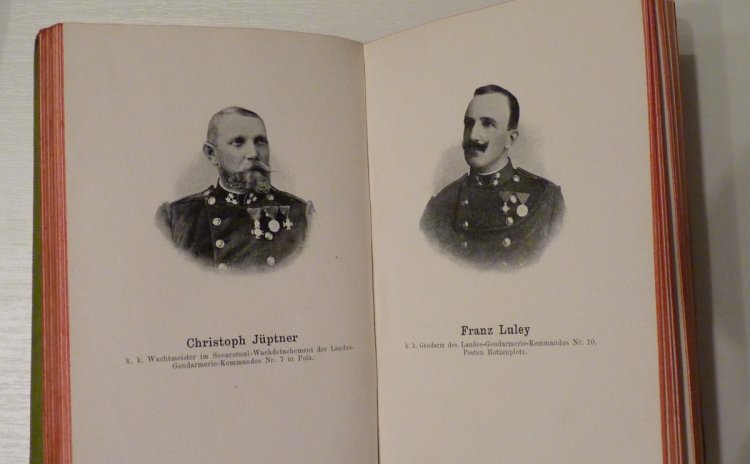 Christoph Jüptner
k. k. Wachtmeister im Seearsenal-Wachdetachement des Landes-
Gendarmerie-Kommandos Nr. 7 in Pola.
Franz Luley
k. k. Gendarm des Landes-Gendarmerie-Kommandos Nr. 10,
Posten Hotzenplotz.